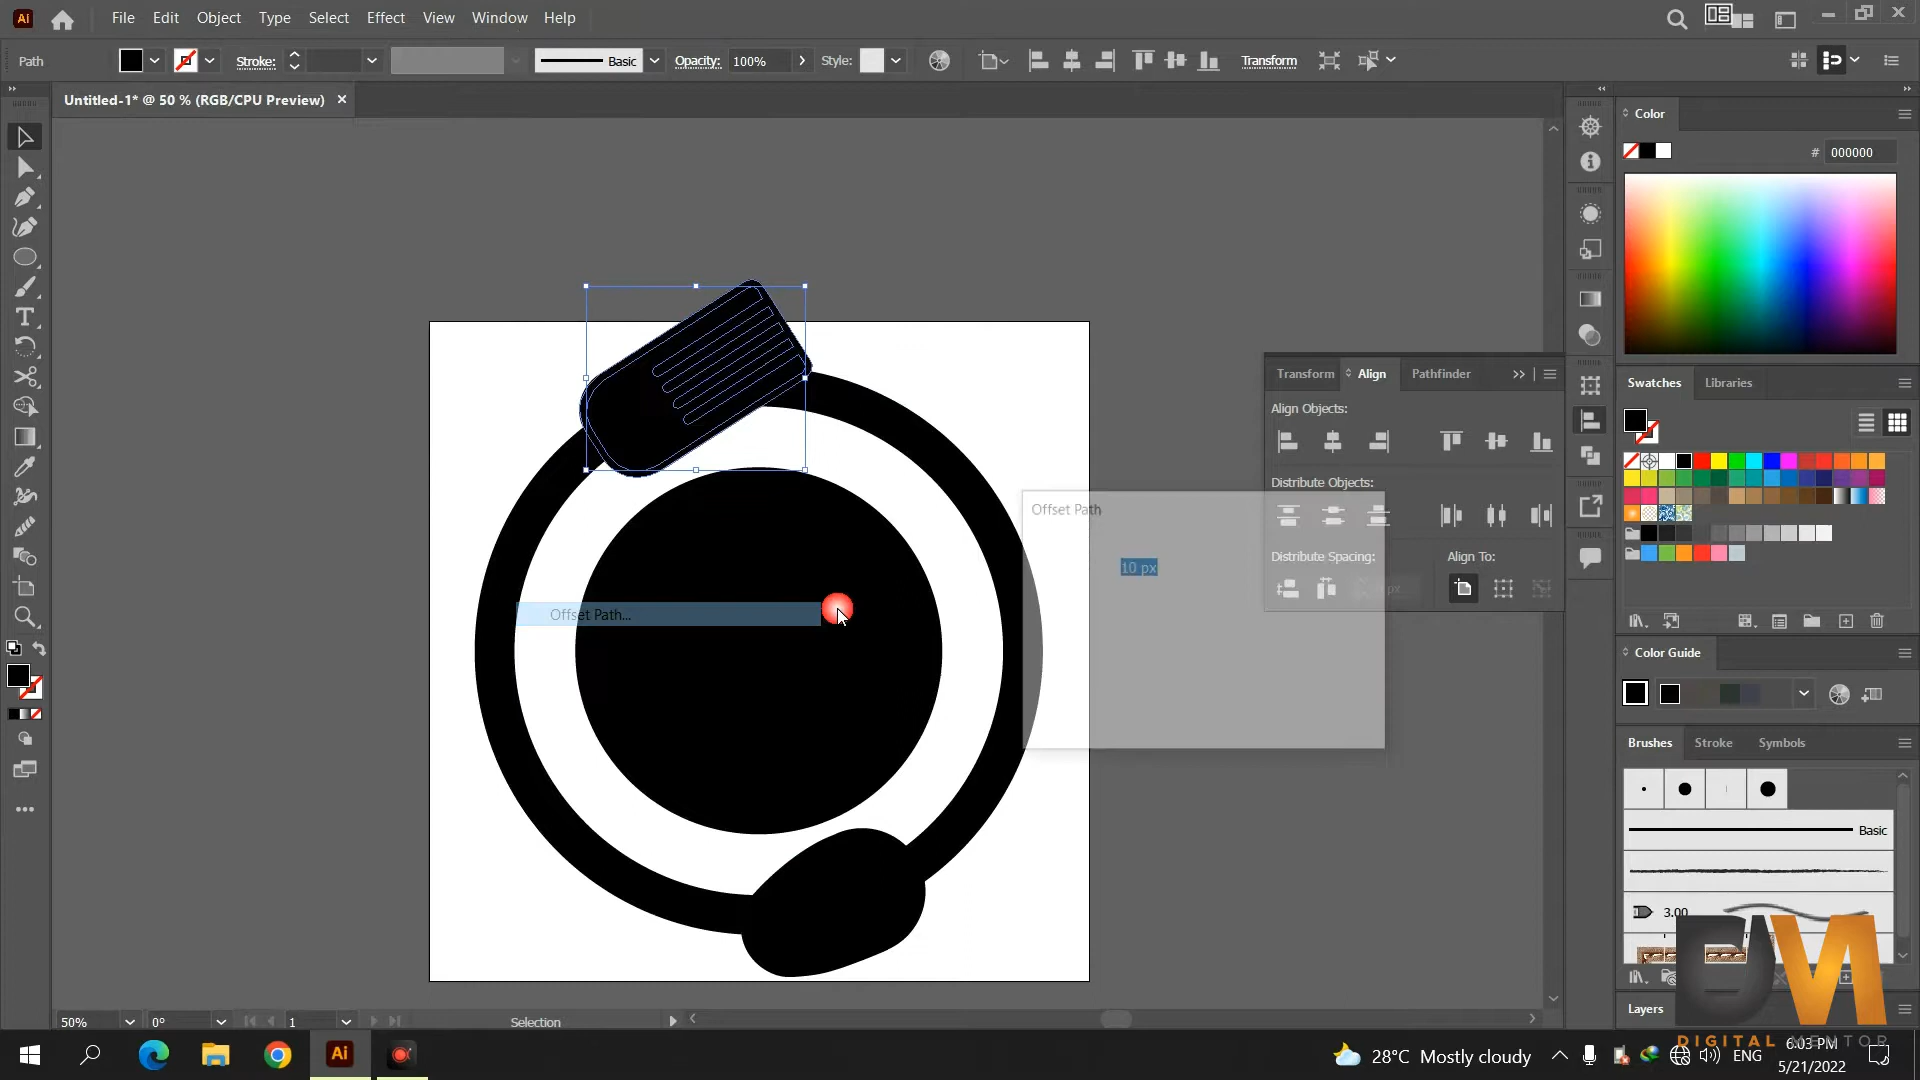 Ai File Edit Object Type Select Effect View Window Help
Path Stroke: Basic Opacity: 100% Style: Transform
Untitled-1* @ 50 % (RGB/CPU Preview) ×
Color
# 000000
Transform Align Pathfinder
Align Objects:
Distribute Objects:
Distribute Spacing: Align To:
Offset Path
10 px
Offset Path...
Swatches Libraries
Color Guide
Brushes Stroke Symbols
Basic
3.00
Layers
50% 0° 1 Selection
DIGITAL MENTOR
Ai 28°C Mostly cloudy ENG 6:03 PM
5/21/2022